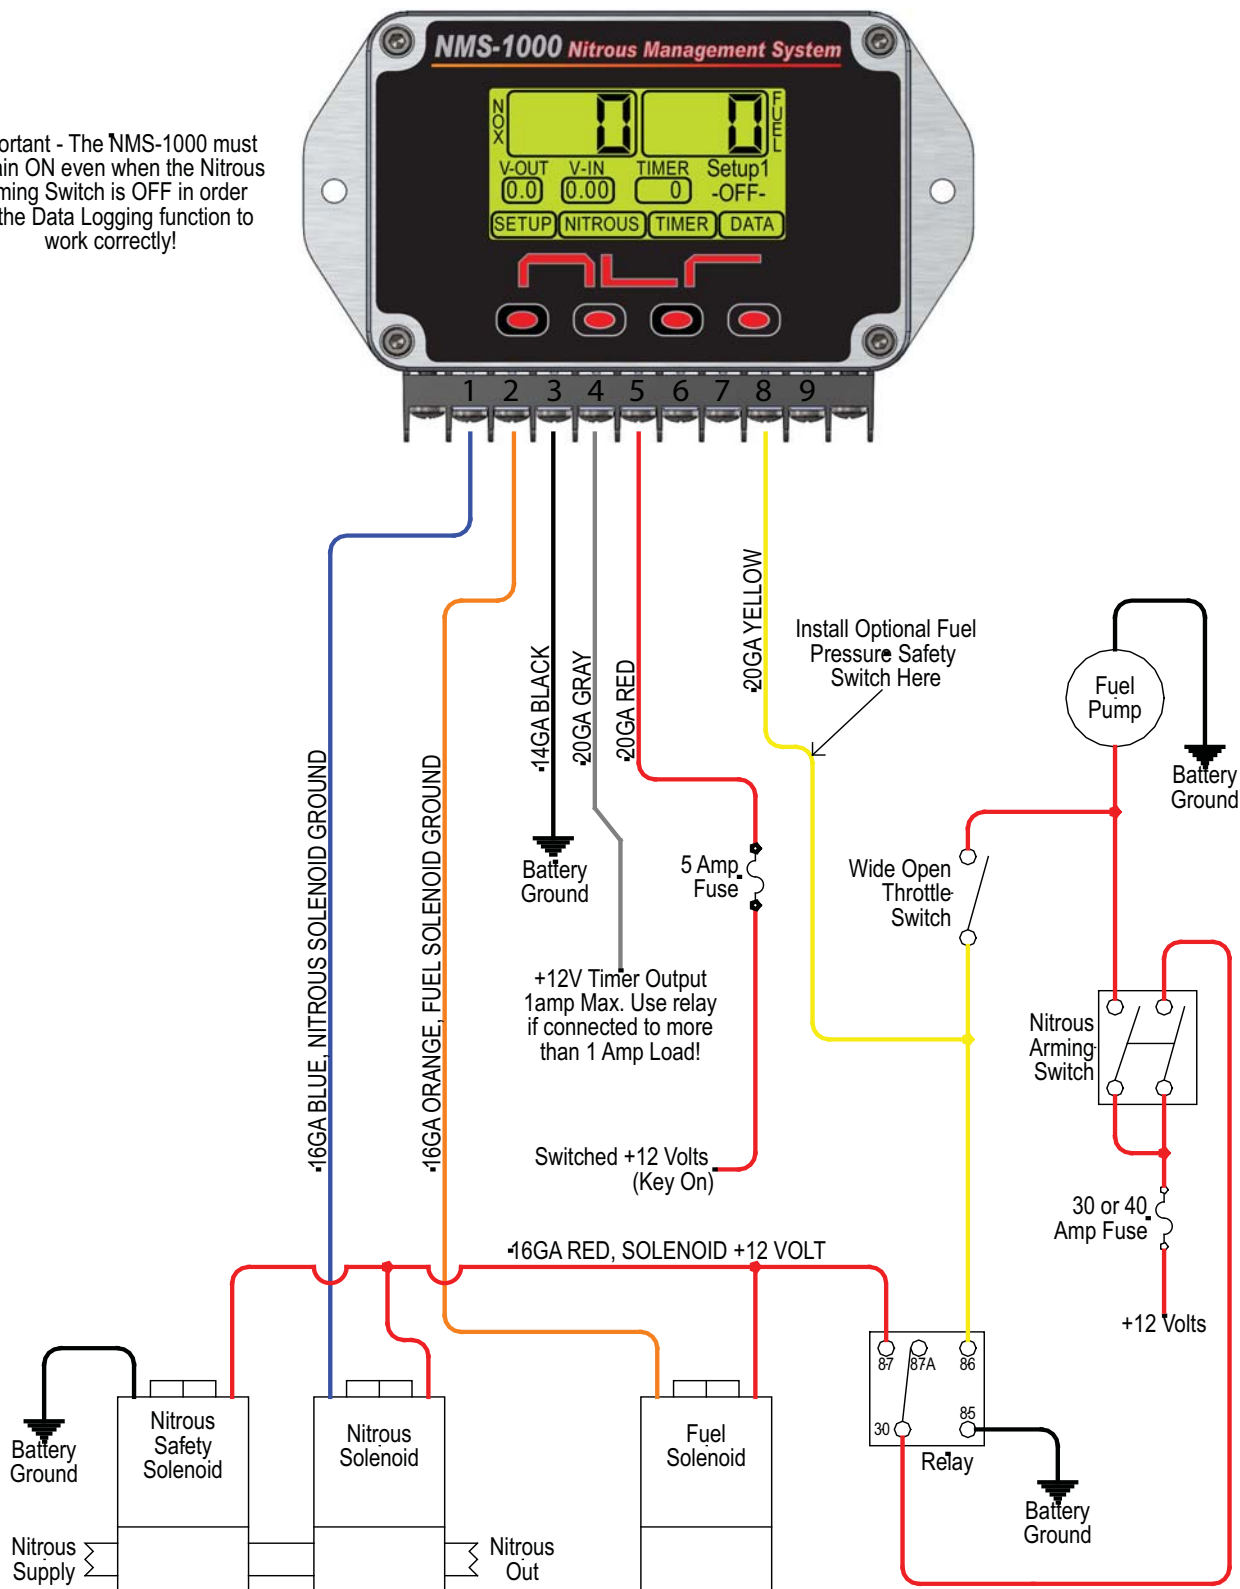 NMS-1000 Nitrous Management System
NOX
0
0
FUEL
V-OUT V-IN TIMER Setup1
0.0 0.00 0 -OFF-
SETUP NITROUS TIMER DATA
nLr
ortant - The NMS-1000 must
ain ON even when the Nitrous
ming Switch is OFF in order
the Data Logging function to
work correctly!
1 2 3 4 5 6 7 8 9
16GA BLUE, NITROUS SOLENOID GROUND
16GA ORANGE, FUEL SOLENOID GROUND
14GA BLACK
20GA GRAY
20GA RED
20GA YELLOW
Install Optional Fuel
Pressure Safety
Switch Here
Fuel
Pump
Battery
Ground
Battery
Ground
5 Amp
Fuse
Wide Open
Throttle
Switch
+12V Timer Output
1amp Max. Use relay
if connected to more
than 1 Amp Load!
Nitrous
Arming
Switch
Switched +12 Volts
(Key On)
30 or 40
Amp Fuse
+12 Volts
16GA RED, SOLENOID +12 VOLT
87 87A 86
30 85
Relay
Battery
Ground
Battery
Ground
Nitrous
Safety
Solenoid
Nitrous
Solenoid
Fuel
Solenoid
Nitrous
Supply
Nitrous
Out